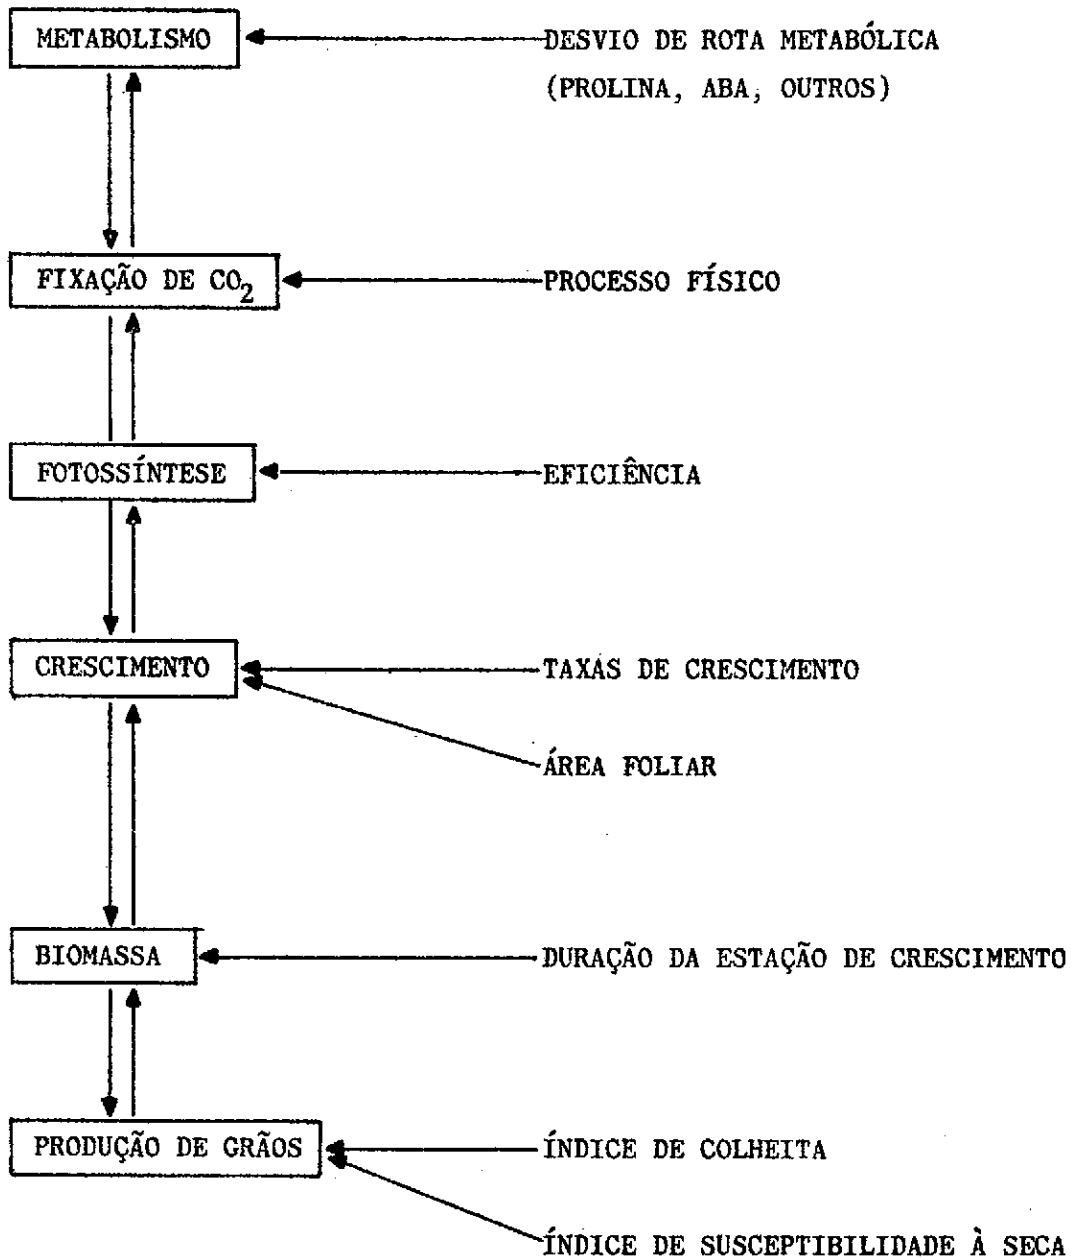 METABOLISMO
DESVIO DE ROTA METABÓLICA
(PROLINA, ABA, OUTROS)
FIXAÇÃO DE CO2
PROCESSO FÍSICO
FOTOSSÍNTESE
EFICIÊNCIA
CRESCIMENTO
TAXAS DE CRESCIMENTO
ÁREA FOLIAR
BIOMASSA
DURAÇÃO DA ESTAÇÃO DE CRESCIMENTO
PRODUÇÃO DE GRÃOS
ÍNDICE DE COLHEITA
ÍNDICE DE SUSCEPTIBILIDADE À SECA